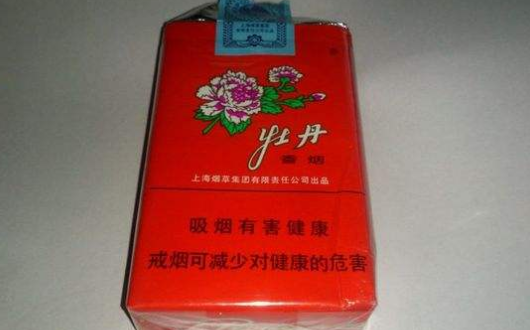 牡丹
香烟
上海烟草集团有限责任公司出品
吸烟有害健康
戒烟可减少对健康的危害